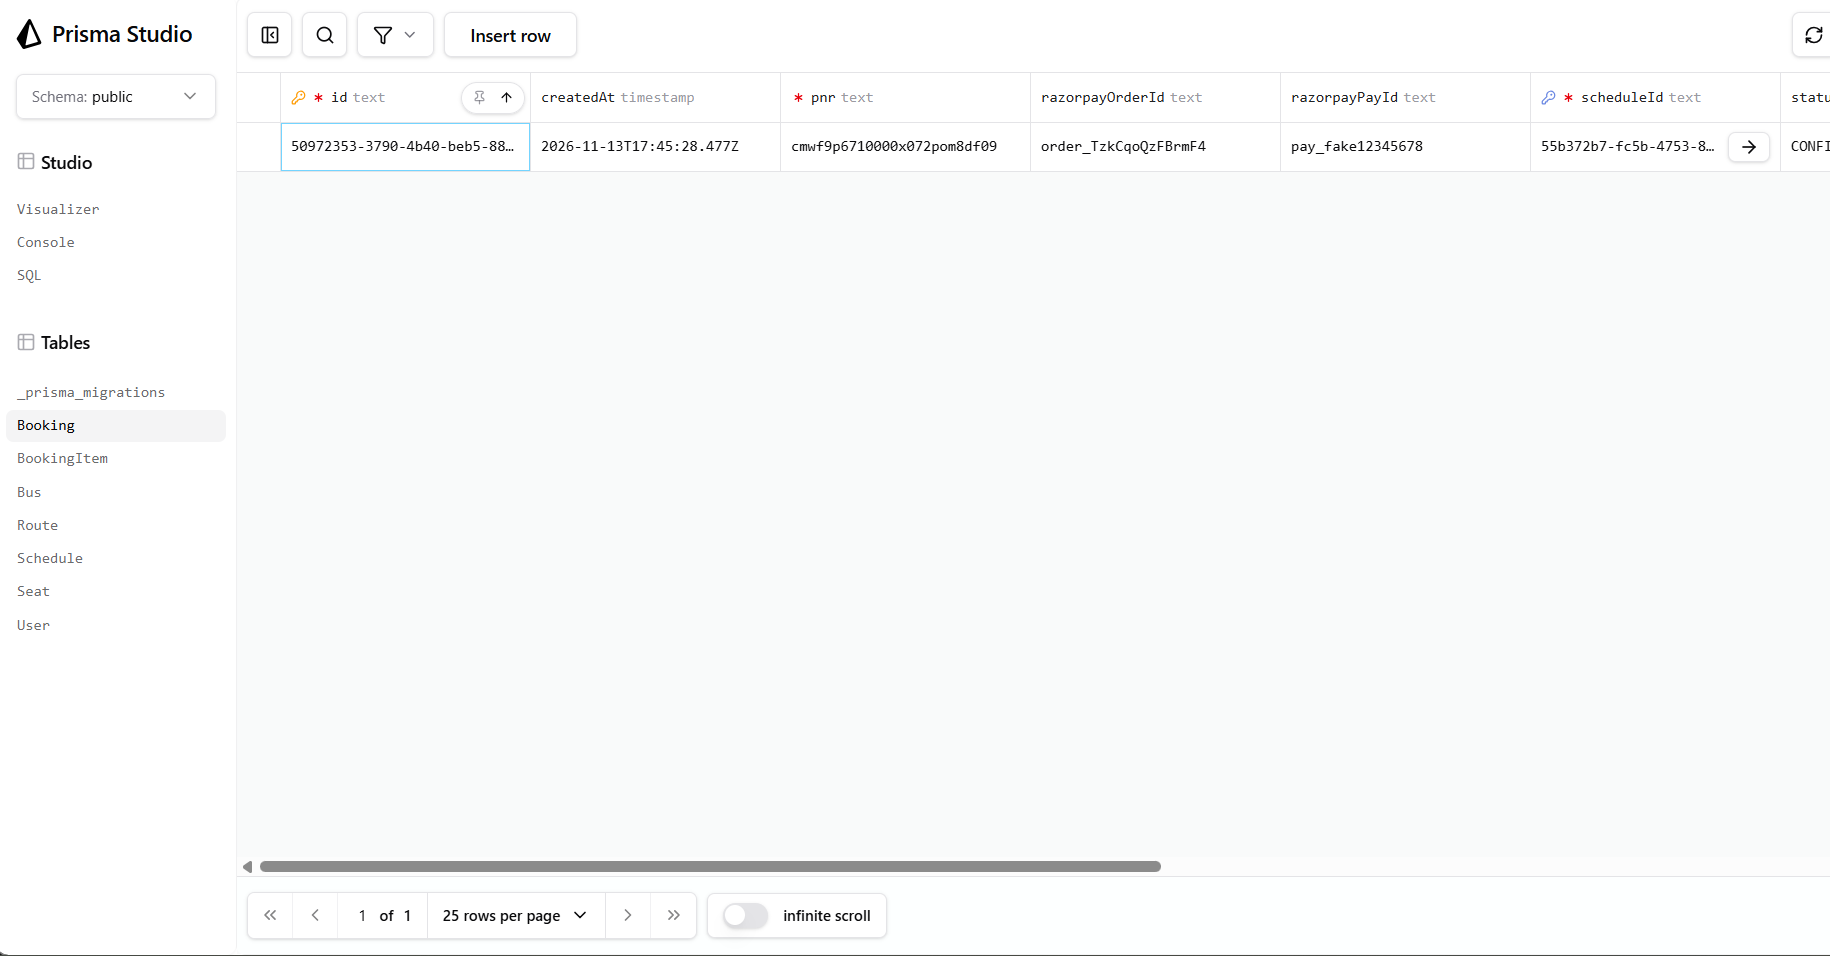 Prisma Studio
Schema: public
Studio
Visualizer
Console
SQL
Tables
_prisma_migrations
Booking
BookingItem
Bus
Route
Schedule
Seat
User
Insert row
* id text
createdAt timestamp
* pnr text
razorpayOrderId text
razorpayPayId text
* scheduleId text
statu
50972353-3790-4b40-beb5-88…
2026-11-13T17:45:28.477Z
cmwf9p6710000x072pom8df09
order_TzkCqoQzFBrmF4
pay_fake12345678
55b372b7-fc5b-4753-8…
CONFI
1 of 1
25 rows per page
infinite scroll